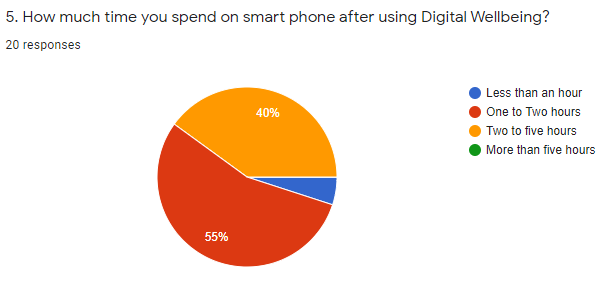 5. How much time you spend on smart phone after using Digital Wellbeing?
20 responses
Less than an hour
One to Two hours
Two to five hours
More than five hours
40%
55%